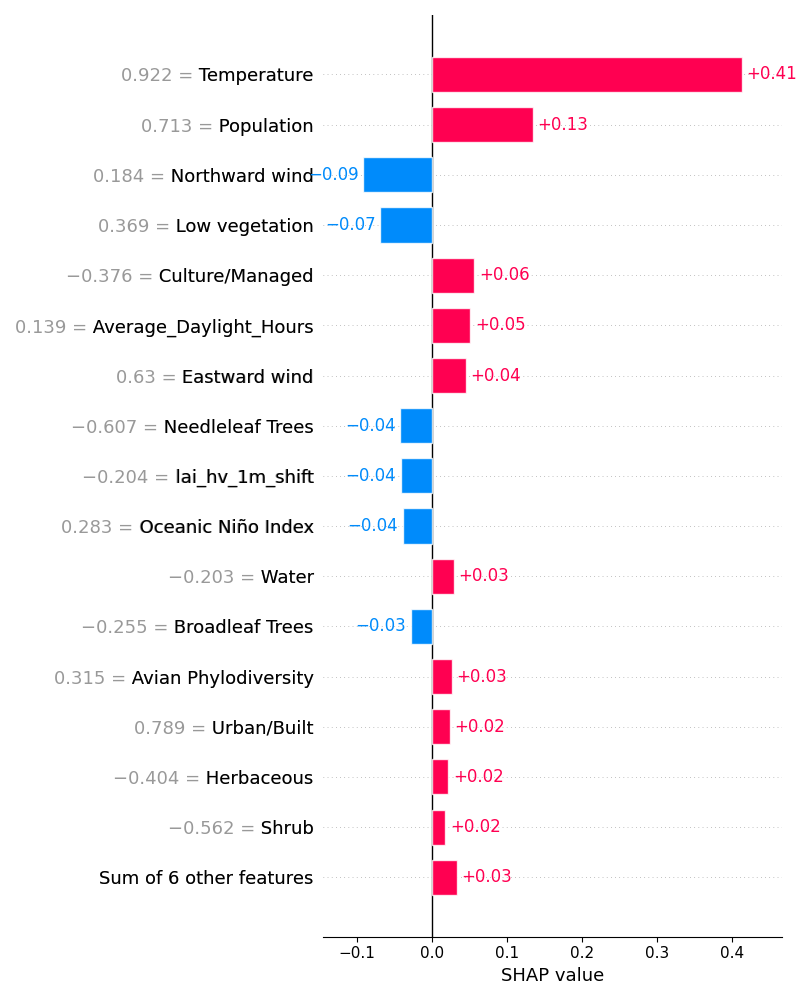 0.922 = Temperature +0.41
0.713 = Population +0.13
0.184 = Northward wind −0.09
0.369 = Low vegetation −0.07
−0.376 = Culture/Managed +0.06
0.139 = Average_Daylight_Hours +0.05
0.63 = Eastward wind +0.04
−0.607 = Needleleaf Trees −0.04
−0.204 = lai_hv_1m_shift −0.04
0.283 = Oceanic Niño Index −0.04
−0.203 = Water +0.03
−0.255 = Broadleaf Trees −0.03
0.315 = Avian Phylodiversity +0.03
0.789 = Urban/Built +0.02
−0.404 = Herbaceous +0.02
−0.562 = Shrub +0.02
Sum of 6 other features +0.03
−0.1 0.0 0.1 0.2 0.3 0.4
SHAP value